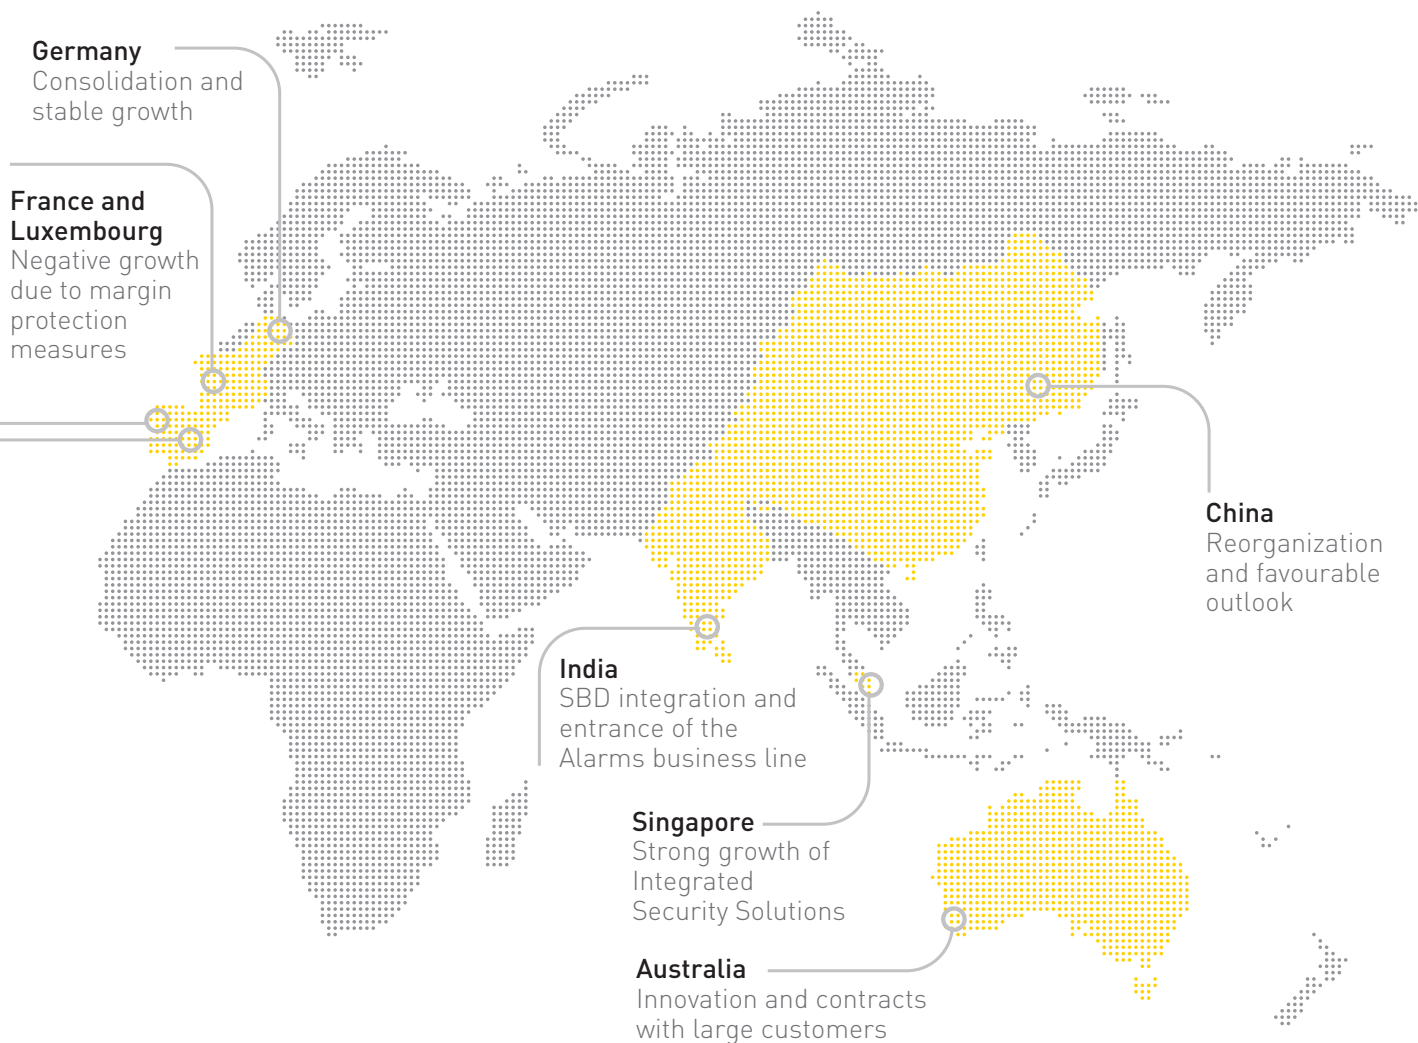 Germany
Consolidation and
stable growth
France and
Luxembourg
Negative growth
due to margin
protection
measures
China
Reorganization
and favourable
outlook
India
SBD integration and
entrance of the
Alarms business line
Singapore
Strong growth of
Integrated
Security Solutions
Australia
Innovation and contracts
with large customers